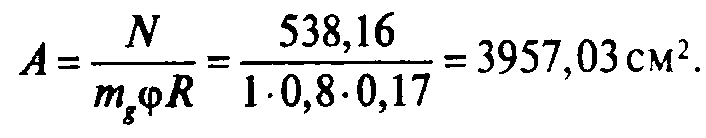 A = N / (m_g φ R) = 538,16 / (1·0,8·0,17) = 3957,03 см².